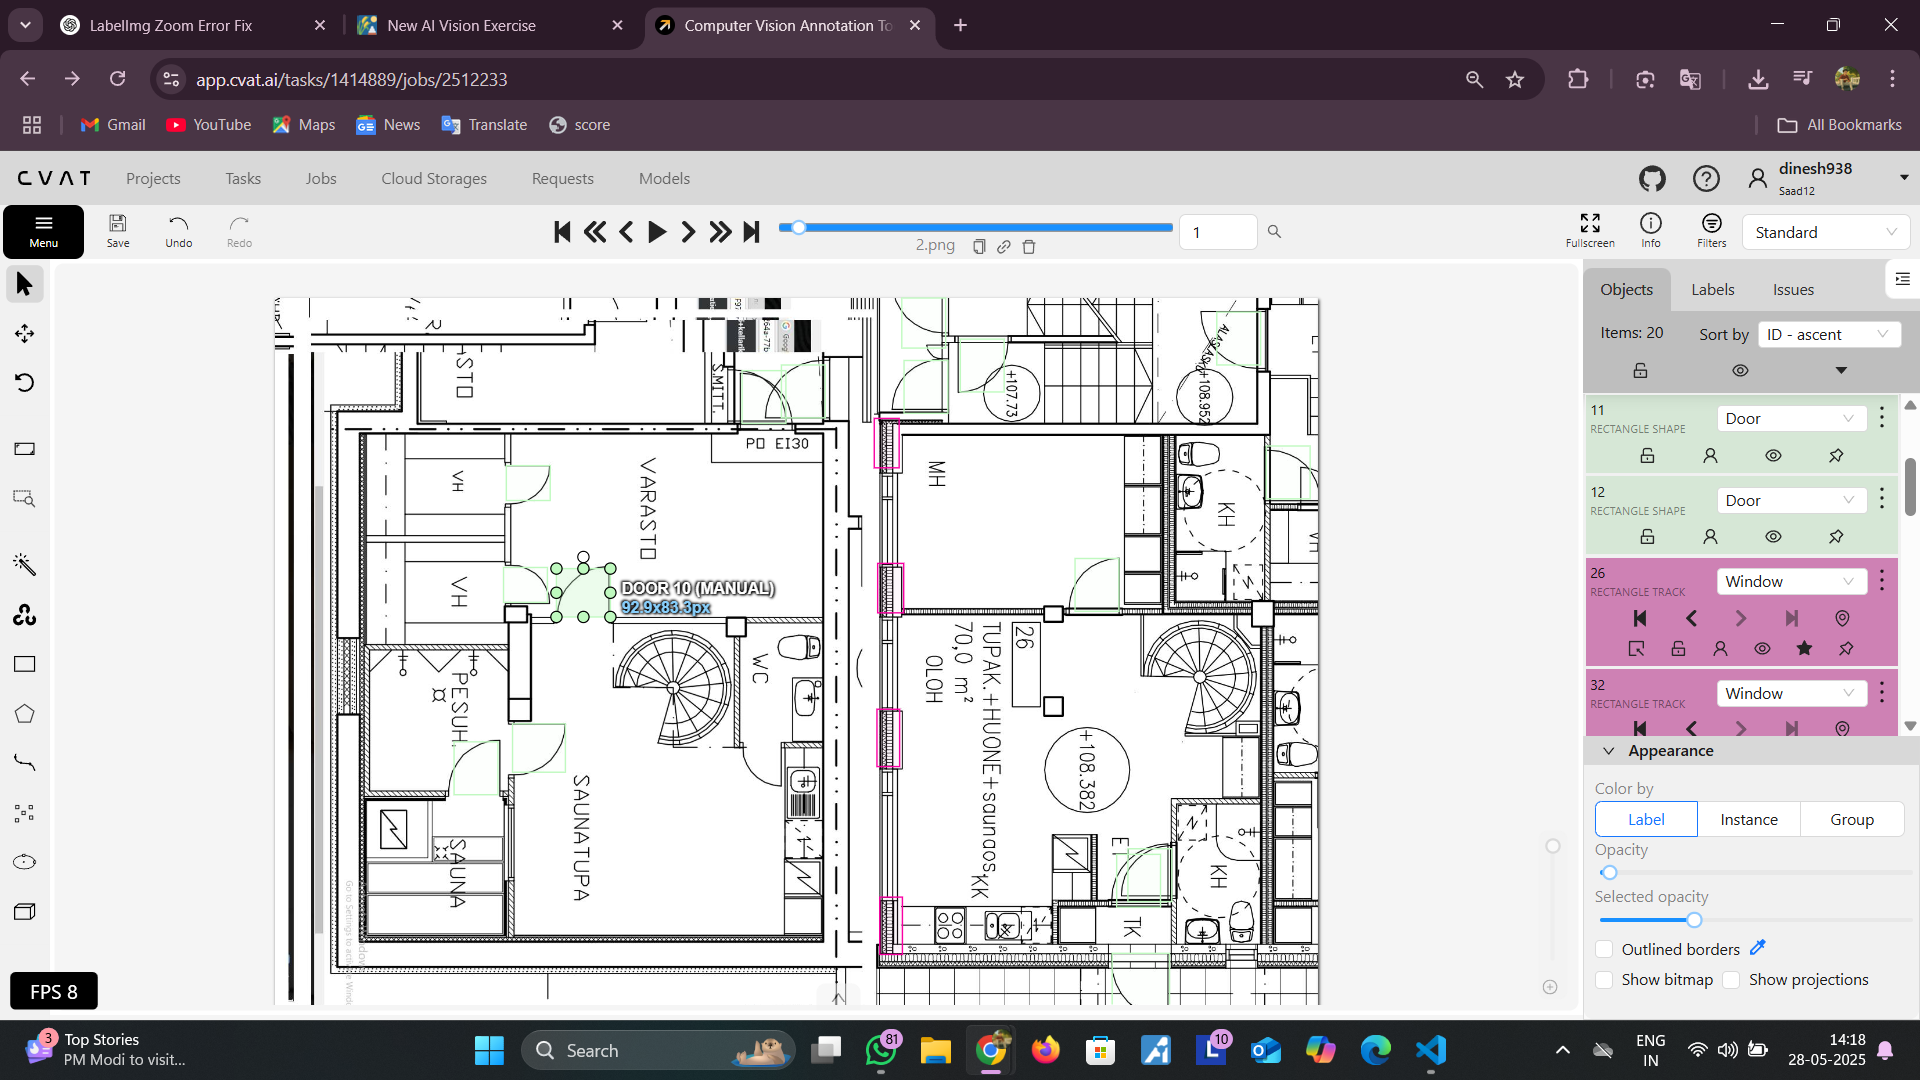 LabelImg Zoom Error Fix
New AI Vision Exercise
Computer Vision Annotation To
app.cvat.ai/tasks/1414889/jobs/2512233
Gmail
YouTube
Maps
News
Translate
score
All Bookmarks
CVAT
Projects
Tasks
Jobs
Cloud Storages
Requests
Models
dinesh938
Saad12
Menu
Save
Undo
Redo
2.png
1
Fullscreen
Info
Filters
Standard
Objects
Labels
Issues
Items: 20
Sort by
ID - ascent
11
RECTANGLE SHAPE
Door
12
RECTANGLE SHAPE
Door
26
RECTANGLE TRACK
Window
32
RECTANGLE TRACK
Window
Appearance
Color by
Label
Instance
Group
Opacity
Selected opacity
Outlined borders
Show bitmap
Show projections
S.MITT.
PO EI30
VH
VARASTO
VH
DOOR 10 (MANUAL)
92.9x83.3px
WC
PESUH
SAUNATUPA
SAUNA
+107.73
+108.952
MH
KH
VH
26
TUPAK.+HUONE+saunaos.
70,0 m²
OLOH
+108.382
KK
ET
KH
TK
FPS 8
3
Top Stories
PM Modi to visit...
Search
81
10
ENG
IN
14:18
28-05-2025